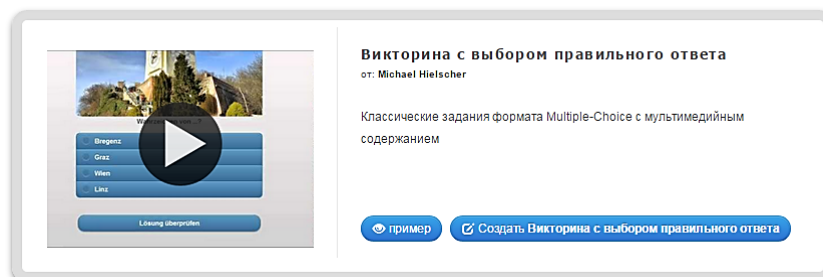 Викторина с выбором правильного ответа
от: Michael Hielscher
Классические задания формата Multiple-Choice с мультимедийным
содержанием
Bregenz
Graz
Wien
Linz
Lösung überprüfen
пример
Создать Викторина с выбором правильного ответа